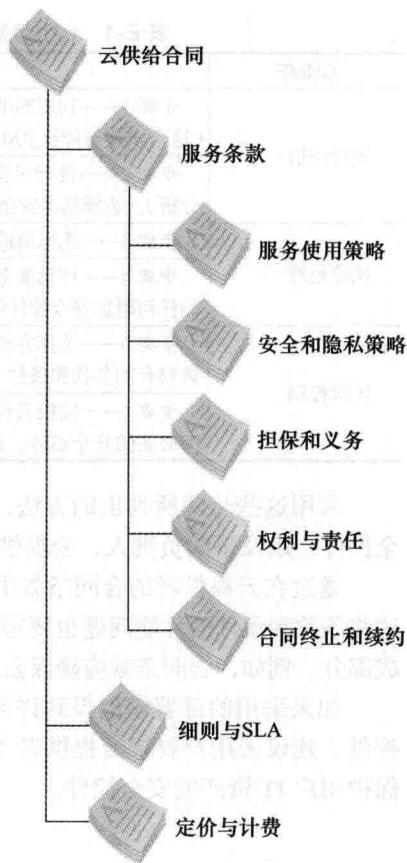 云供给合同
服务条款
服务使用策略
安全和隐私策略
担保和义务
权利与责任
合同终止和续约
细则与SLA
定价与计费